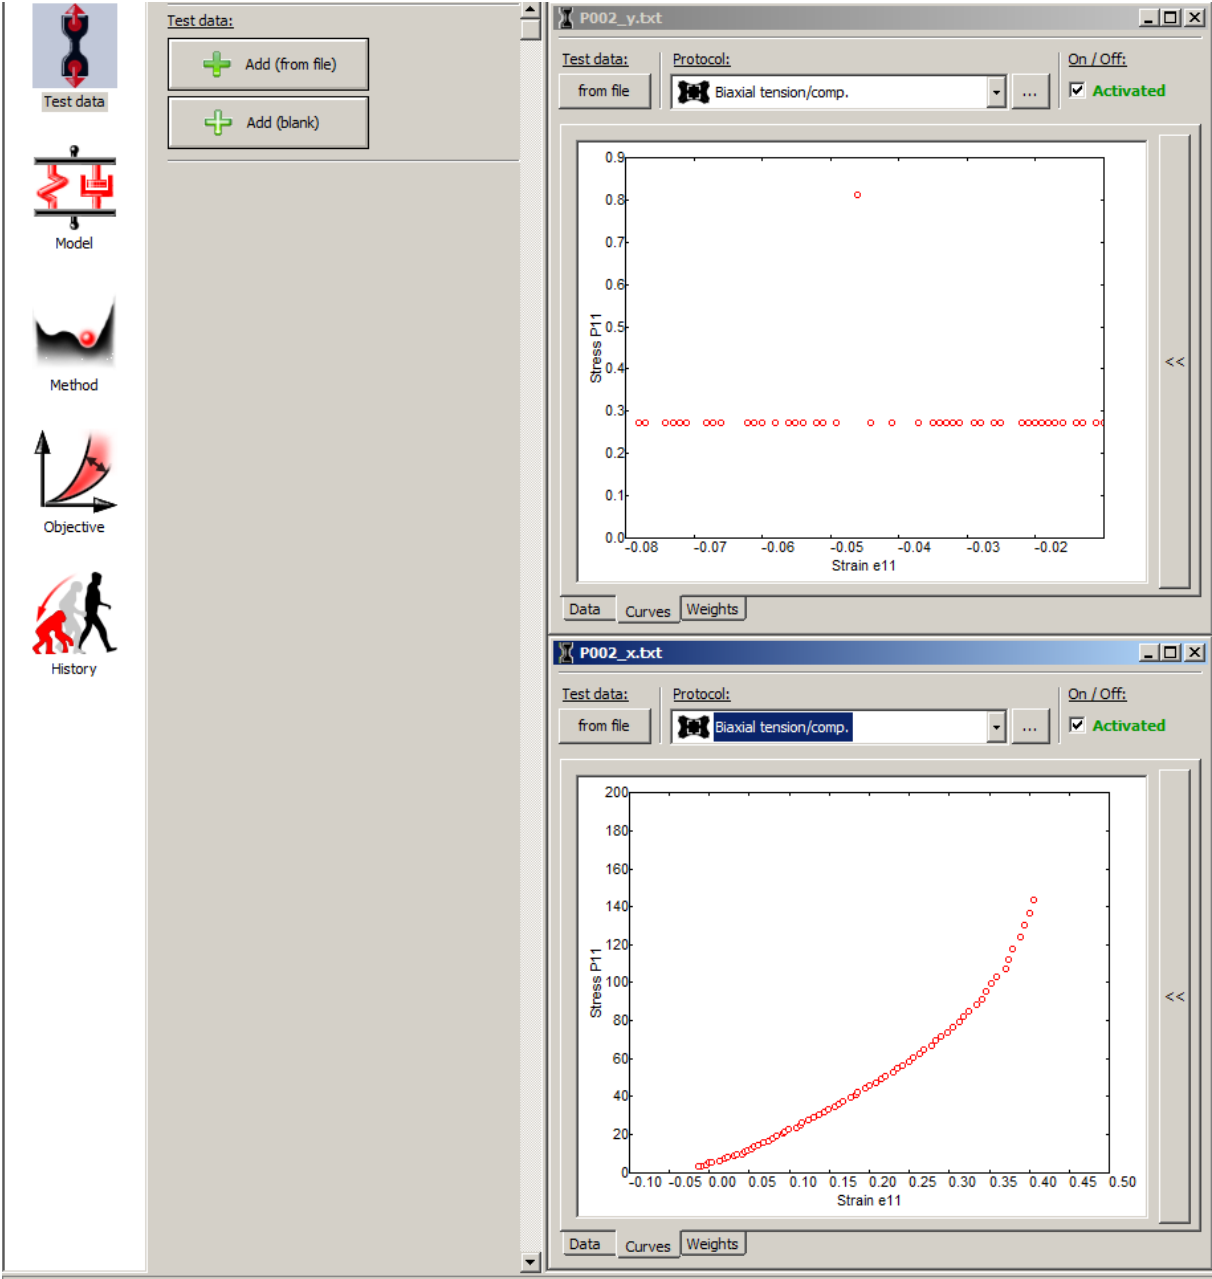 Test data
Model
Method
Objective
History
Test data:
Add (from file)
Add (blank)
P002_y.txt
Test data:
Protocol:
On / Off:
from file
Biaxial tension/comp.
...
Activated
0.9
0.8
0.7
0.6
0.5
0.4
0.3
0.2
0.1
0.0
Stress P11
-0.08 -0.07 -0.06 -0.05 -0.04 -0.03 -0.02
Strain e11
<<
Data Curves Weights
P002_x.txt
Test data:
Protocol:
On / Off:
from file
Biaxial tension/comp.
...
Activated
200
180
160
140
120
100
80
60
40
20
0
Stress P11
-0.10 -0.05 0.00 0.05 0.10 0.15 0.20 0.25 0.30 0.35 0.40 0.45 0.50
Strain e11
<<
Data Curves Weights